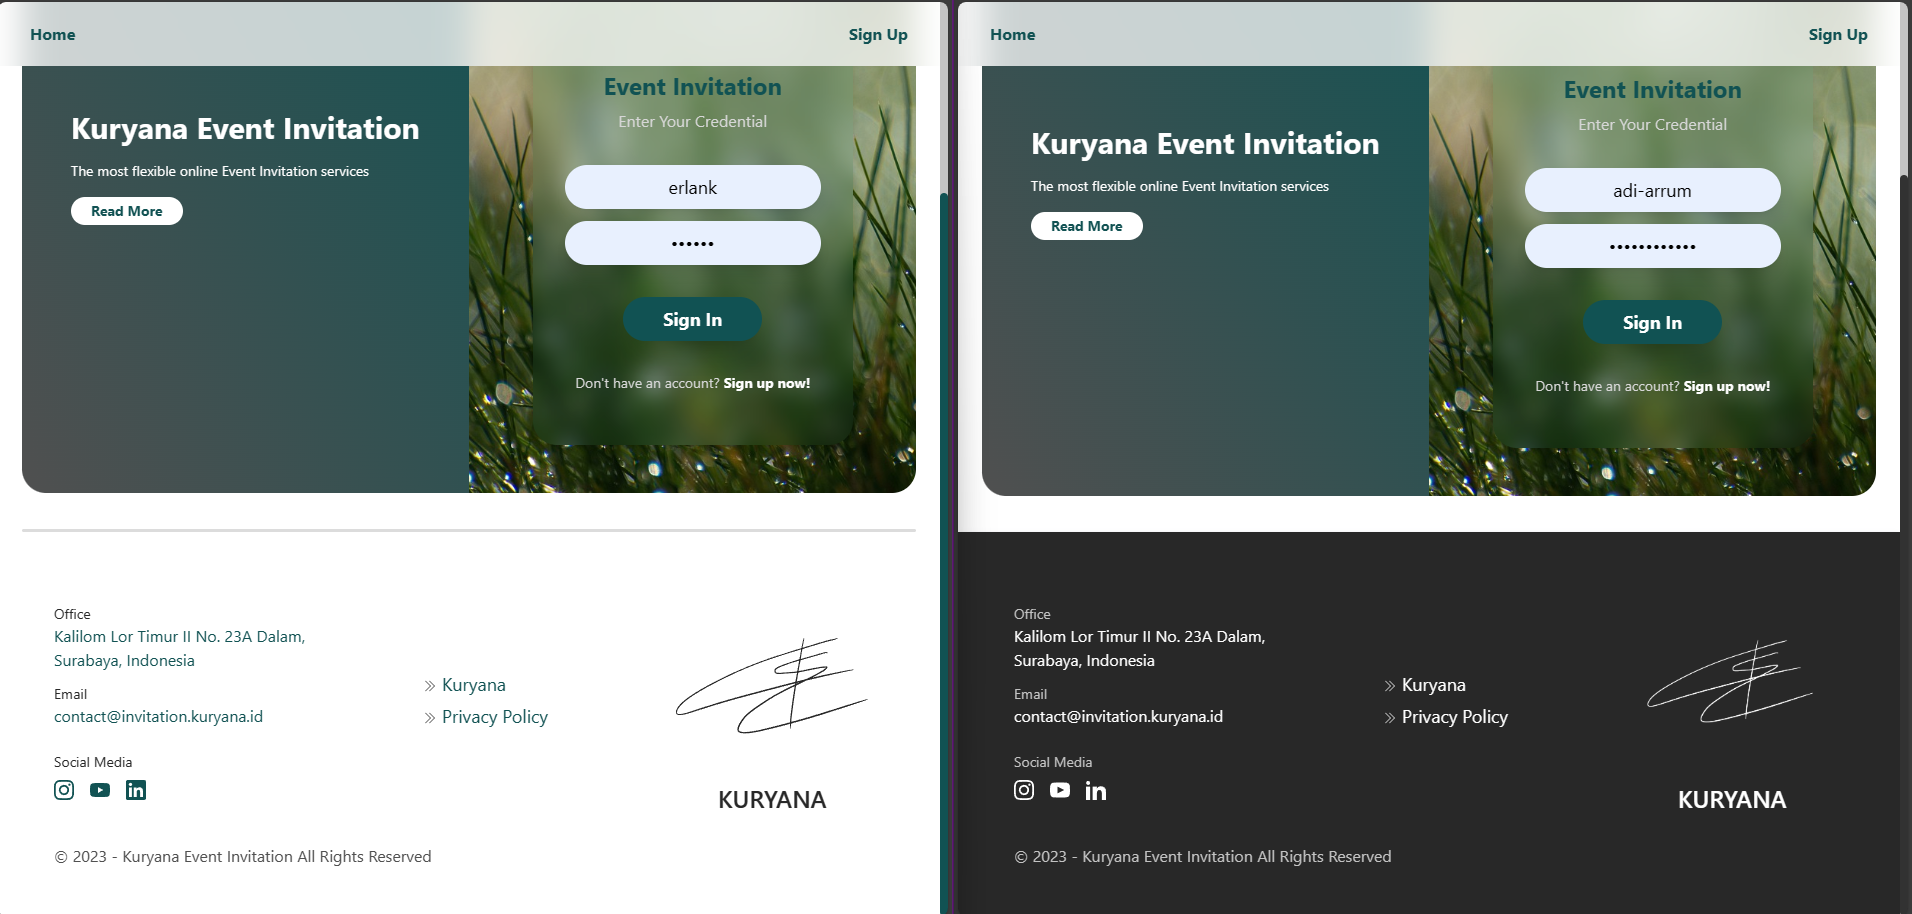 Home
Sign Up
Event Invitation
Enter Your Credential
Kuryana Event Invitation
The most flexible online Event Invitation services
Read More
erlank
••••••
Sign In
Don't have an account? Sign up now!
Office
Kalilom Lor Timur II No. 23A Dalam,
Surabaya, Indonesia
Email
contact@invitation.kuryana.id
Social Media
Kuryana
Privacy Policy
KURYANA
© 2023 - Kuryana Event Invitation All Rights Reserved
Home
Sign Up
Event Invitation
Enter Your Credential
Kuryana Event Invitation
The most flexible online Event Invitation services
Read More
adi-arrum
••••••••••••
Sign In
Don't have an account? Sign up now!
Office
Kalilom Lor Timur II No. 23A Dalam,
Surabaya, Indonesia
Email
contact@invitation.kuryana.id
Social Media
Kuryana
Privacy Policy
KURYANA
© 2023 - Kuryana Event Invitation All Rights Reserved